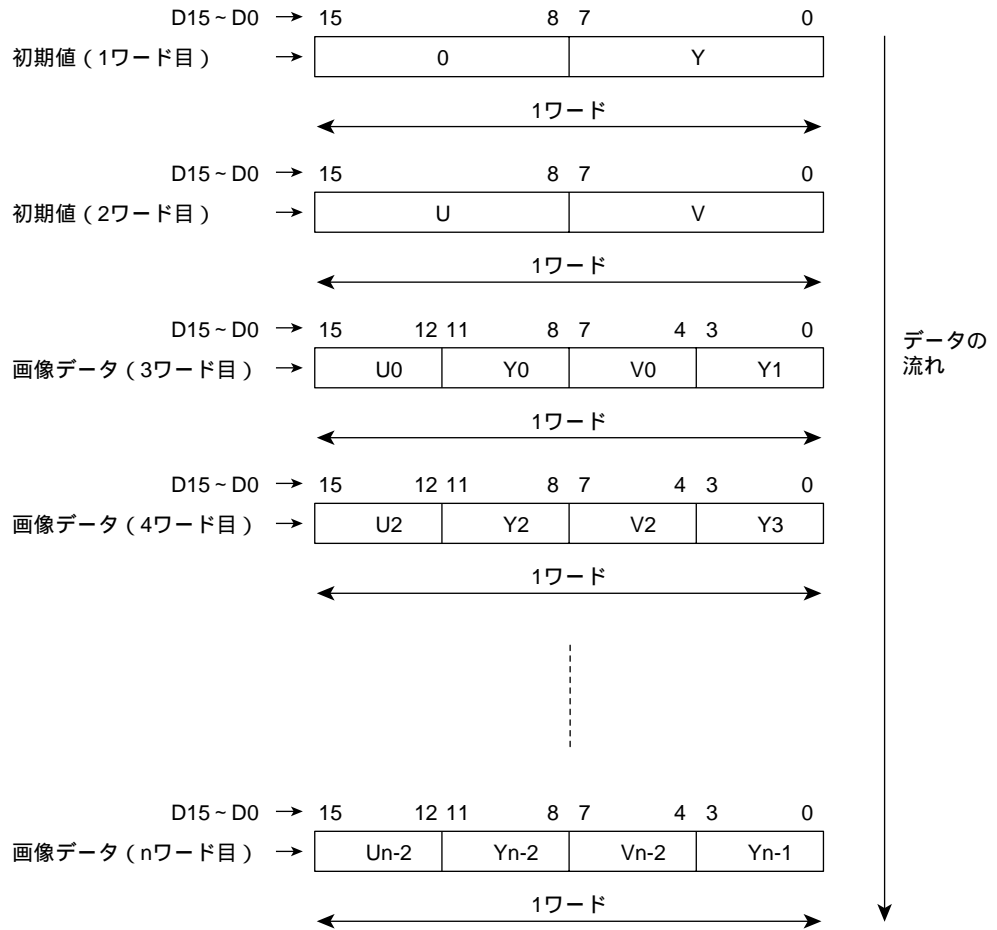 D15~D0 → 15 8 7 0
初期値(1ワード目) → 0 Y
1ワード
D15~D0 → 15 8 7 0
初期値(2ワード目) → U V
1ワード
D15~D0 → 15 12 11 8 7 4 3 0
画像データ(3ワード目) → U0 Y0 V0 Y1
1ワード
D15~D0 → 15 12 11 8 7 4 3 0
画像データ(4ワード目) → U2 Y2 V2 Y3
1ワード
D15~D0 → 15 12 11 8 7 4 3 0
画像データ(nワード目) → Un-2 Yn-2 Vn-2 Yn-1
1ワード
データの
流れ